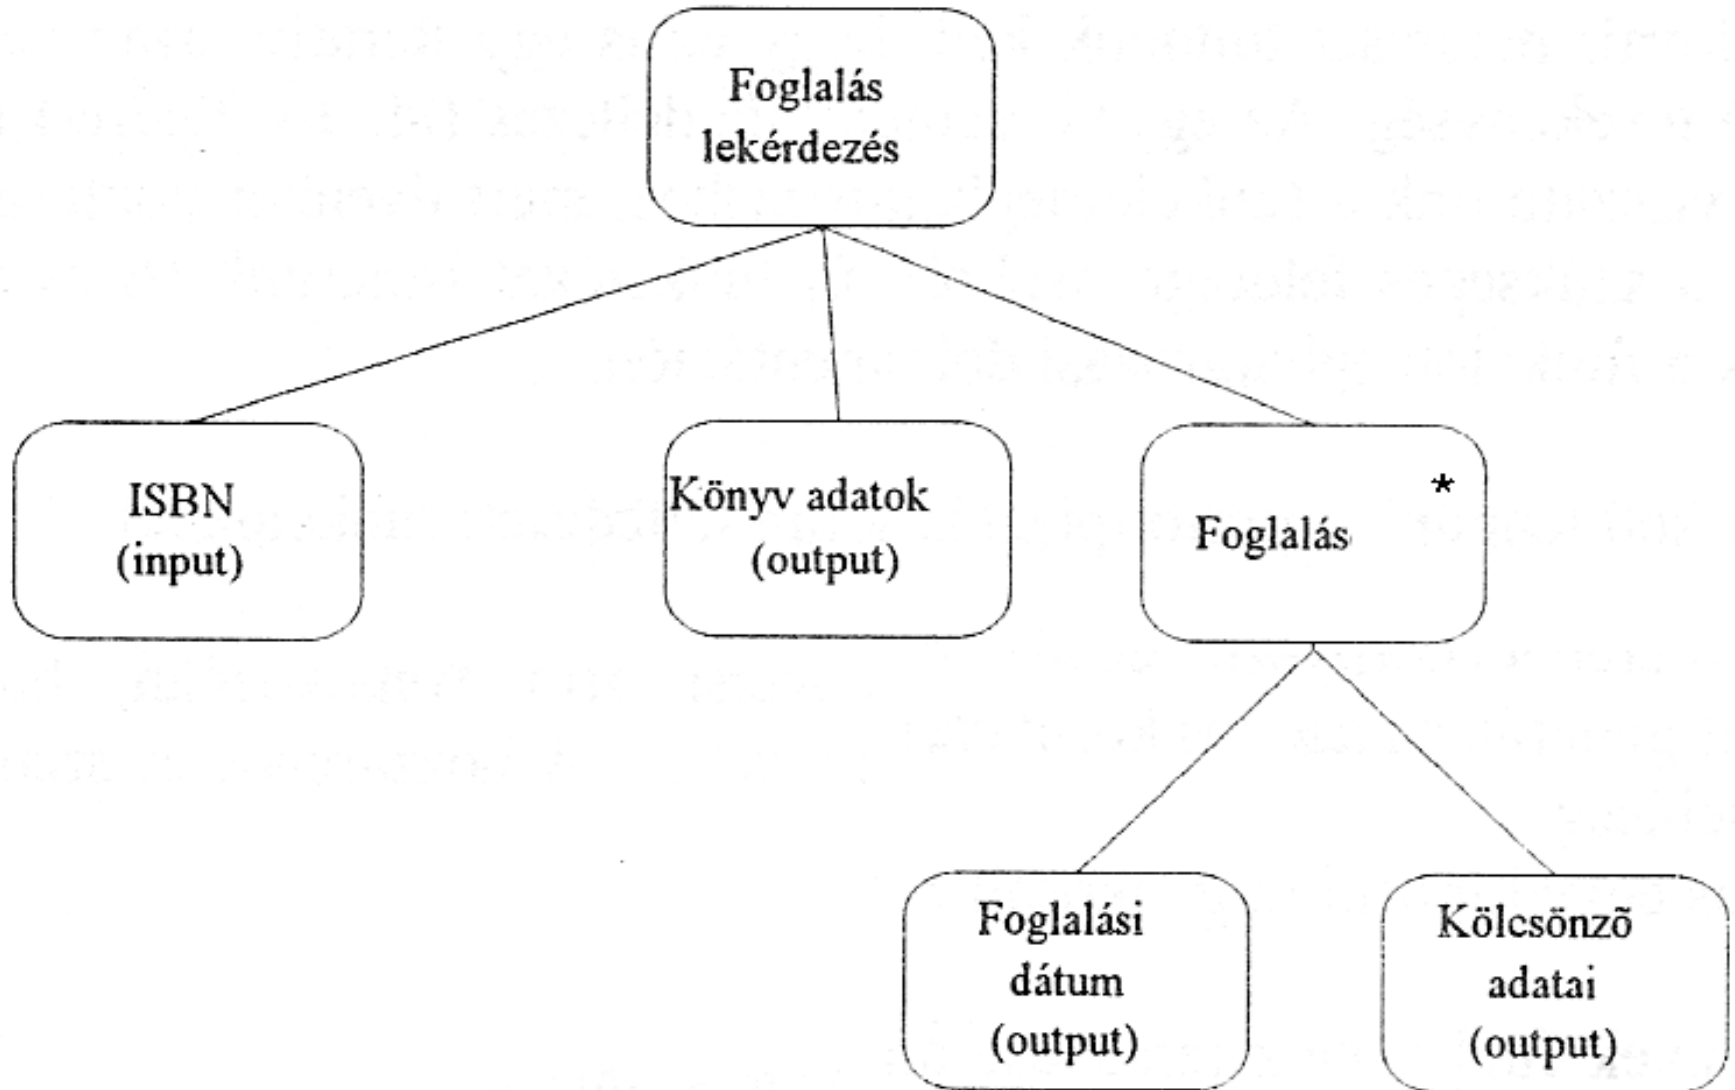 Foglalás
lekérdezés
ISBN
(input)
Könyv adatok
(output)
*
Foglalás
Foglalási
dátum
(output)
Kölcsönzõ
adatai
(output)